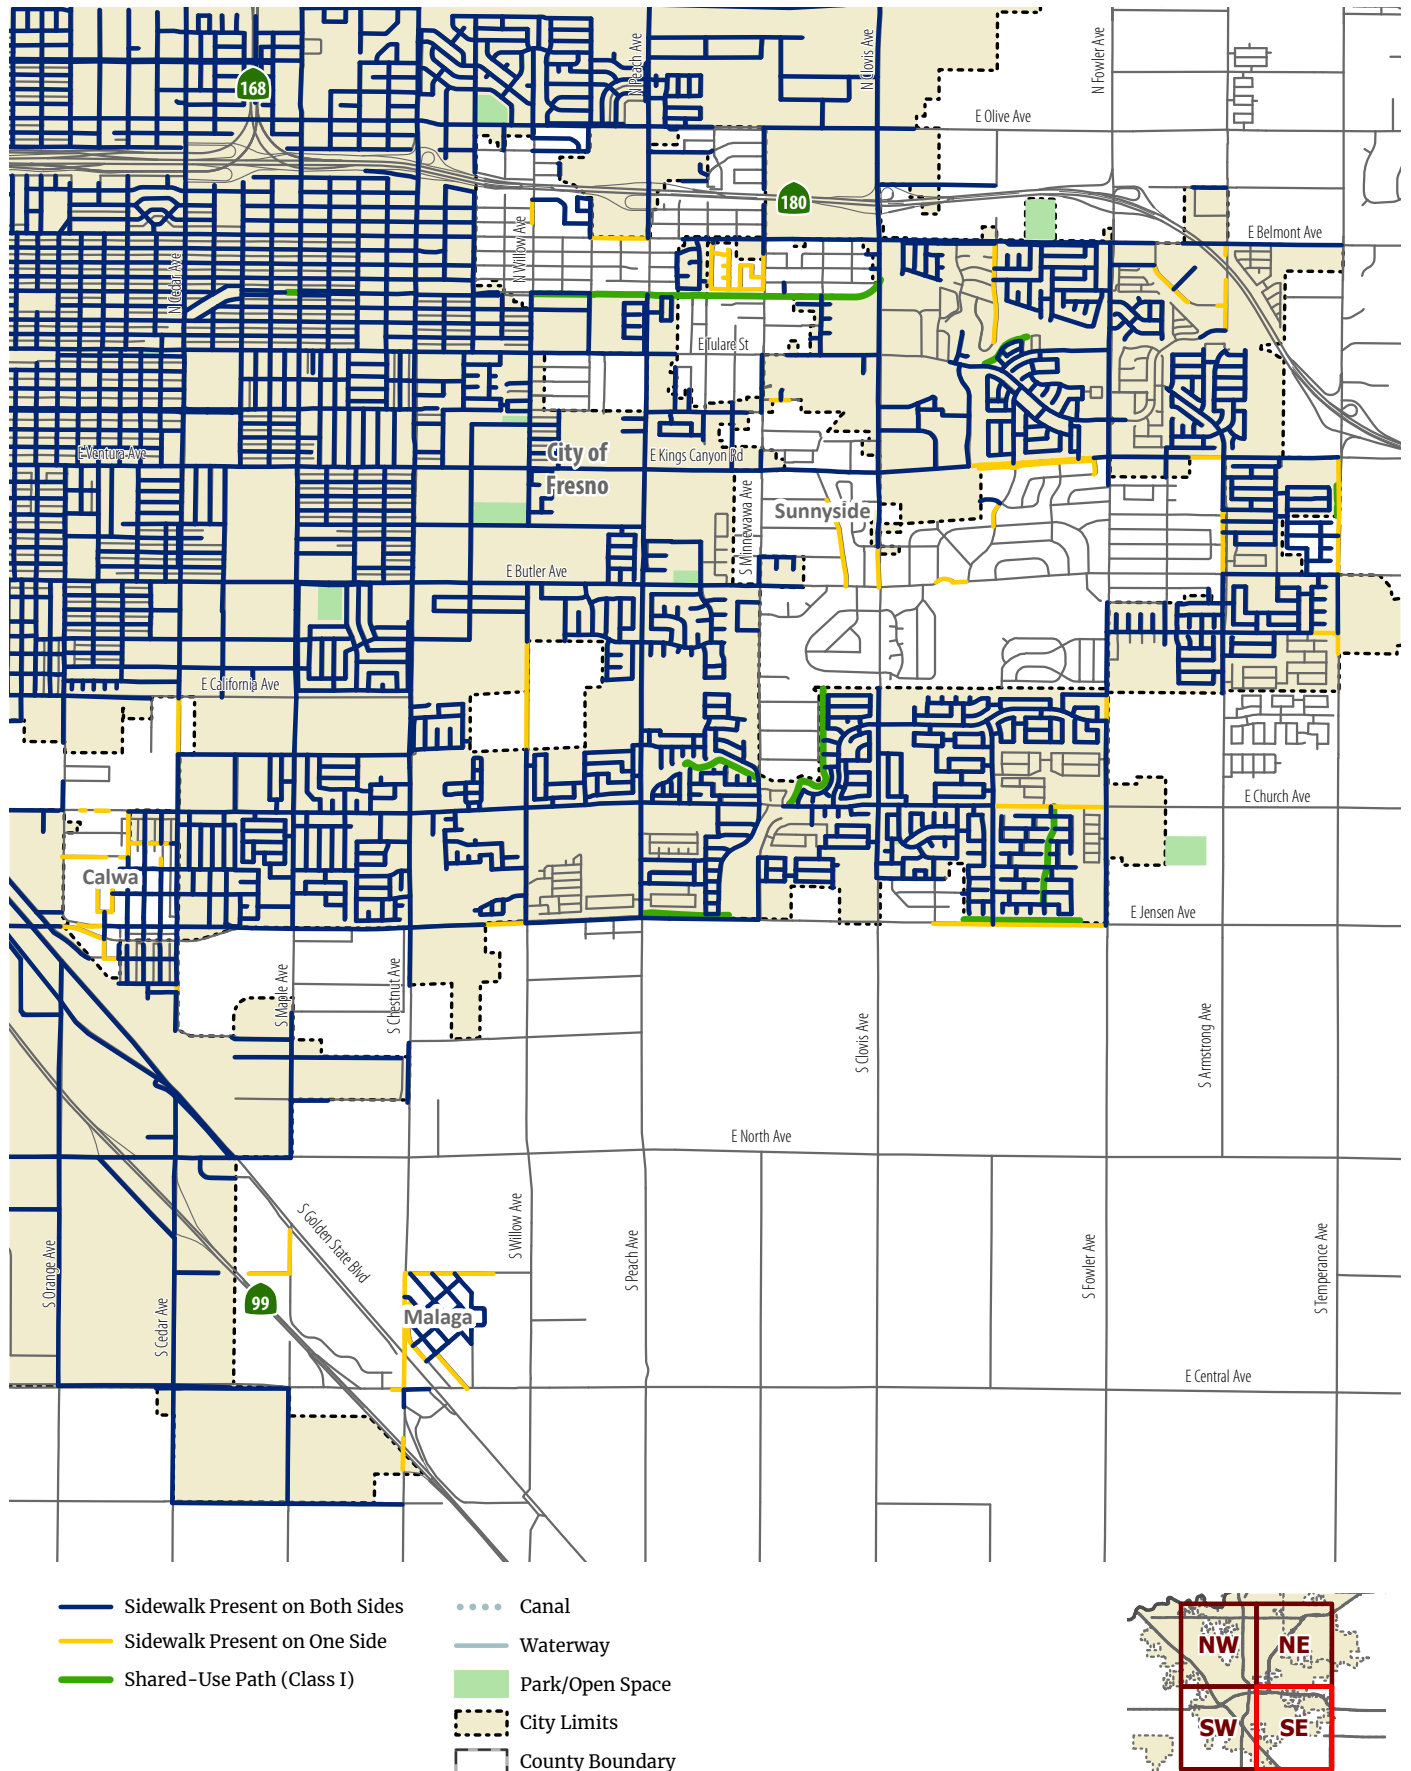 168
N Peach Ave
N Clovis Ave
N Fowler Ave
E Olive Ave
180
N Willow Ave
E Belmont Ave
N Cedar Ave
E Tulare St
E Ventura Ave
City of
Fresno
E Kings Canyon Rd
S Minnewawa Ave
Sunnyside
E Butler Ave
E California Ave
E Church Ave
Calwa
E Jensen Ave
S Maple Ave
S Chestnut Ave
S Clovis Ave
S Armstrong Ave
E North Ave
S Golden State Blvd
S Willow Ave
S Peach Ave
S Fowler Ave
S Temperance Ave
S Orange Ave
S Cedar Ave
99
Malaga
E Central Ave
Sidewalk Present on Both Sides
Sidewalk Present on One Side
Shared-Use Path (Class I)
Canal
Waterway
Park/Open Space
City Limits
County Boundary
NW
NE
SW
SE